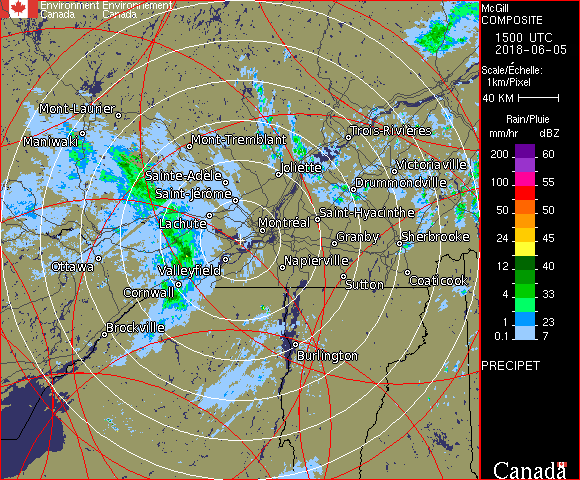 Environment Environnement
Canada Canada
McGill
COMPOSITE
1500 UTC
2018-06-05
Scale/Échelle:
1km/Pixel
40 KM
Rain/Pluie
mm/hr dBZ
200 60
150 57
100 55
50 50
24 45
12 40
4 33
1 23
0.1 7
PRECIPET
Canada
Mont-Laurier
Maniwaki
Mont-Tremblant
Trois-Rivières
Sainte-Adèle
Joliette
Victoriaville
Saint-Jérôme
Drummondville
Lachute
Montréal
Saint-Hyacinthe
Granby
Sherbrooke
Ottawa
Valleyfield
Napierville
Cornwall
Sutton
Coaticook
Brockville
Burlington